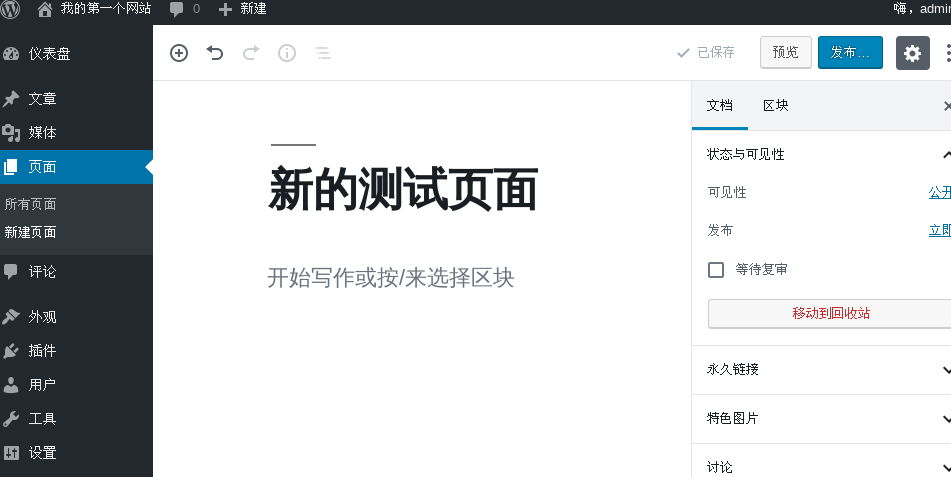 我的第一个网站 0 新建 嗨，admin
仪表盘
文章
媒体
页面
所有页面
新建页面
评论
外观
插件
用户
工具
设置
已保存 预览 发布…
新的测试页面
开始写作或按/来选择区块
文档 区块
状态与可见性
可见性 公开
发布 立即
等待复审
移动到回收站
永久链接
特色图片
讨论